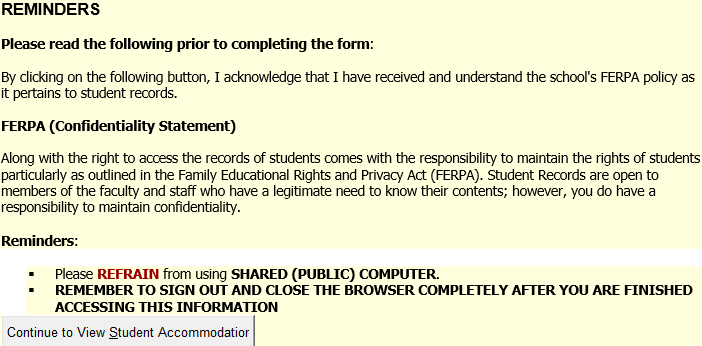 REMINDERS
Please read the following prior to completing the form:
By clicking on the following button, I acknowledge that I have received and understand the school's FERPA policy as
it pertains to student records.
FERPA (Confidentiality Statement)
Along with the right to access the records of students comes with the responsibility to maintain the rights of students
particularly as outlined in the Family Educational Rights and Privacy Act (FERPA). Student Records are open to
members of the faculty and staff who have a legitimate need to know their contents; however, you do have a
responsibility to maintain confidentiality.
Reminders:
▪ Please REFRAIN from using SHARED (PUBLIC) COMPUTER.
▪ REMEMBER TO SIGN OUT AND CLOSE THE BROWSER COMPLETELY AFTER YOU ARE FINISHED
ACCESSING THIS INFORMATION
Continue to View Student Accommodatior